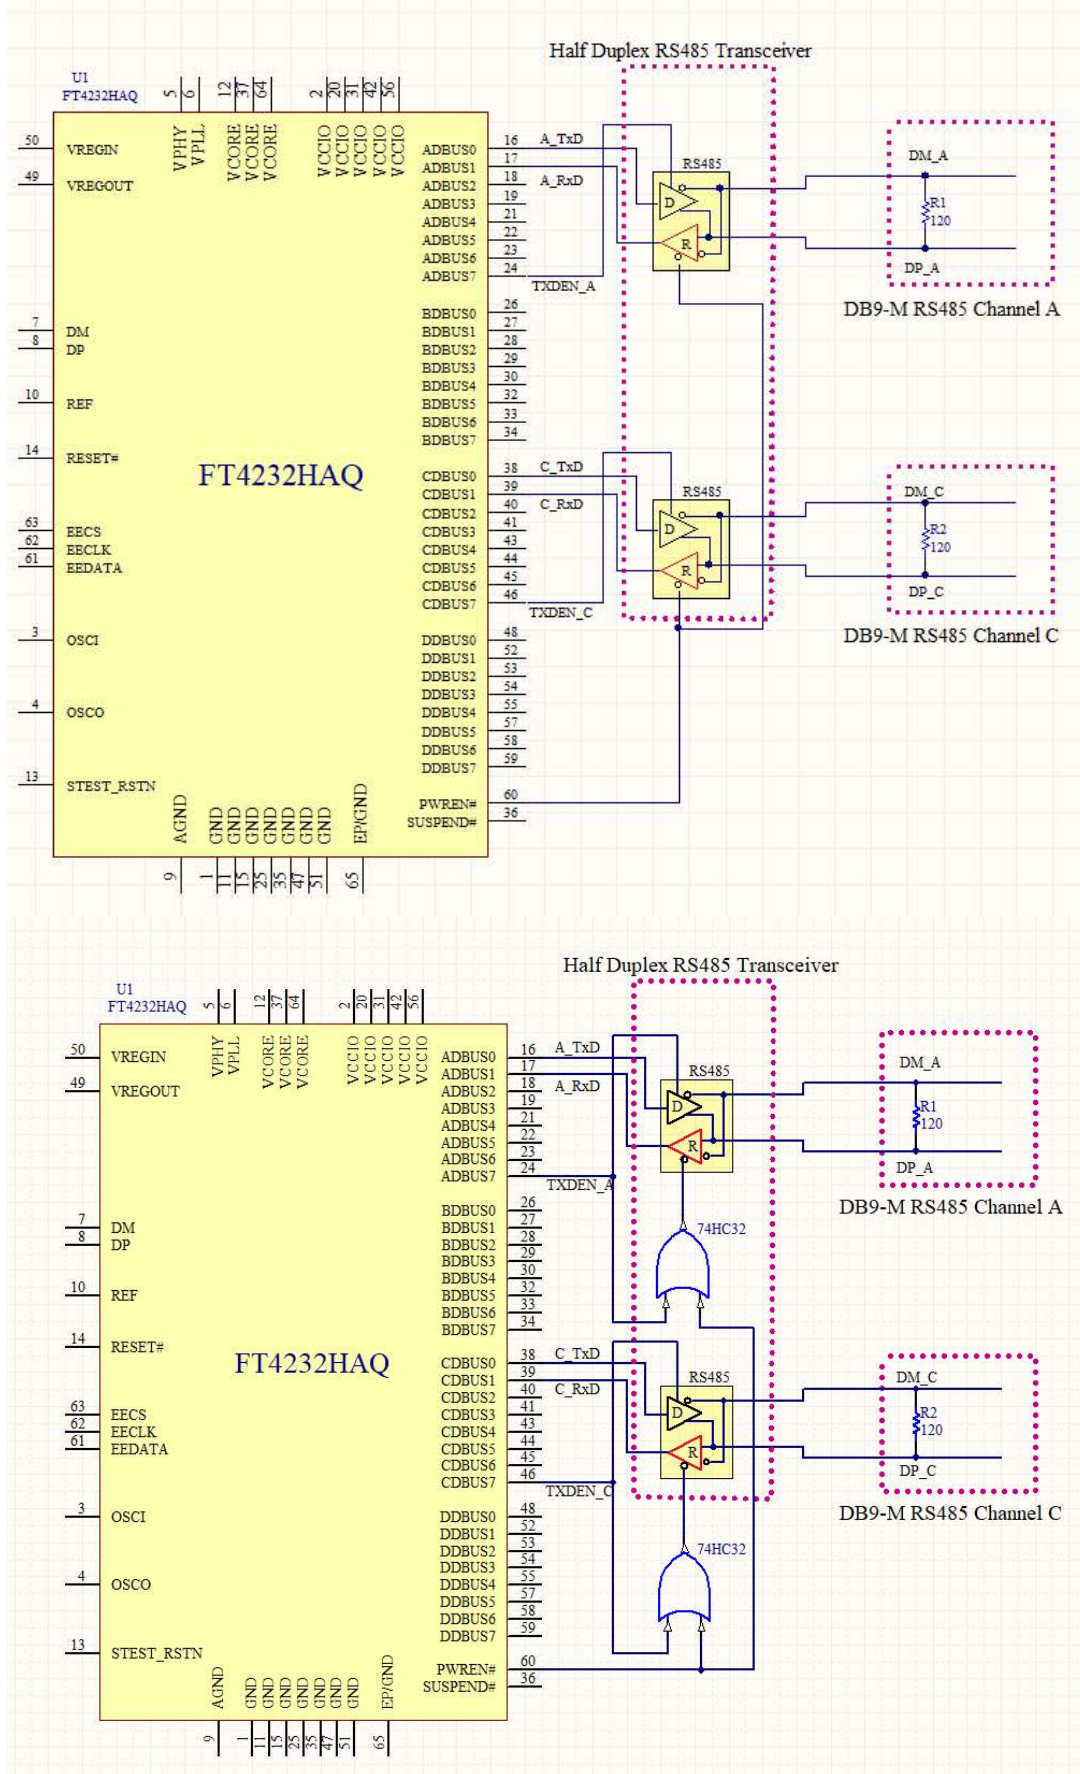 Half Duplex RS485 Transceiver
U1
FT4232HAQ
5 6 12 37 64 2 20 31 42 56
VPHY VPLL VCORE VCORE VCORE VCCIO VCCIO VCCIO VCCIO VCCIO
50 VREGIN
49 VREGOUT
7 DM
8 DP
10 REF
14 RESET#
FT4232HAQ
63 EECS
62 EECLK
61 EEDATA
3 OSCI
4 OSCO
13 STEST_RSTN
AGND GND GND GND GND GND GND GND EP/GND
9 1 11 15 25 35 47 51 65
ADBUS0 16 A_TxD
ADBUS1 17
ADBUS2 18 A_RxD
ADBUS3 19
ADBUS4 21
ADBUS5 22
ADBUS6 23
ADBUS7 24
TXDEN_A
BDBUS0 26
BDBUS1 27
BDBUS2 28
BDBUS3 29
BDBUS4 30
BDBUS5 32
BDBUS6 33
BDBUS7 34
CDBUS0 38 C_TxD
CDBUS1 39
CDBUS2 40 C_RxD
CDBUS3 41
CDBUS4 43
CDBUS5 44
CDBUS6 45
CDBUS7 46
TXDEN_C
DDBUS0 48
DDBUS1 52
DDBUS2 53
DDBUS3 54
DDBUS4 55
DDBUS5 57
DDBUS6 58
DDBUS7 59
PWREN# 60
SUSPEND# 36
RS485
D
R
DM_A
R1
120
DP_A
DB9-M RS485 Channel A
RS485
D
R
DM_C
R2
120
DP_C
DB9-M RS485 Channel C
Half Duplex RS485 Transceiver
U1
FT4232HAQ
5 6 12 37 64 2 20 31 42 56
VPHY VPLL VCORE VCORE VCORE VCCIO VCCIO VCCIO VCCIO VCCIO
50 VREGIN
49 VREGOUT
7 DM
8 DP
10 REF
14 RESET#
FT4232HAQ
63 EECS
62 EECLK
61 EEDATA
3 OSCI
4 OSCO
13 STEST_RSTN
AGND GND GND GND GND GND GND GND EP/GND
9 1 11 15 25 35 47 51 65
ADBUS0 16 A_TxD
ADBUS1 17
ADBUS2 18 A_RxD
ADBUS3 19
ADBUS4 21
ADBUS5 22
ADBUS6 23
ADBUS7 24
TXDEN_A
BDBUS0 26
BDBUS1 27
BDBUS2 28
BDBUS3 29
BDBUS4 30
BDBUS5 32
BDBUS6 33
BDBUS7 34
CDBUS0 38 C_TxD
CDBUS1 39
CDBUS2 40 C_RxD
CDBUS3 41
CDBUS4 43
CDBUS5 44
CDBUS6 45
CDBUS7 46
TXDEN_C
DDBUS0 48
DDBUS1 52
DDBUS2 53
DDBUS3 54
DDBUS4 55
DDBUS5 57
DDBUS6 58
DDBUS7 59
PWREN# 60
SUSPEND# 36
RS485
D
R
74HC32
DM_A
R1
120
DP_A
DB9-M RS485 Channel A
RS485
D
R
74HC32
DM_C
R2
120
DP_C
DB9-M RS485 Channel C